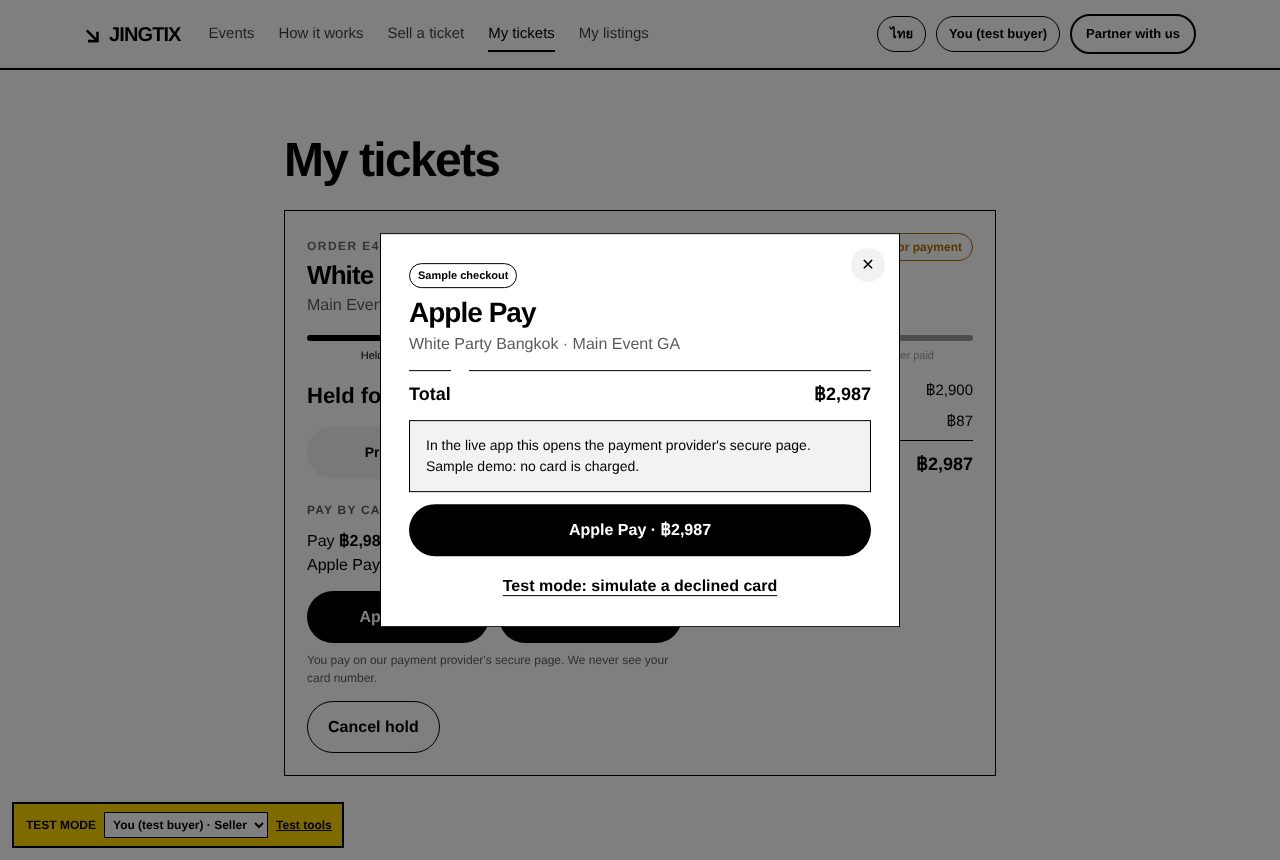 JINGTIX
Events
How it works
Sell a ticket
My tickets
My listings
ไทย
You (test buyer)
Partner with us
My tickets
ORDER E4
or payment
White
Main Even
Held
er paid
Held fo
฿2,900
฿87
฿2,987
Pr
PAY BY CA
Pay ฿2,98
Apple Pay
Ap
You pay on our payment provider's secure page. We never see your
card number.
Cancel hold
Sample checkout
✕
Apple Pay
White Party Bangkok · Main Event GA
Total ฿2,987
In the live app this opens the payment provider's secure page.
Sample demo: no card is charged.
Apple Pay · ฿2,987
Test mode: simulate a declined card
TEST MODE
You (test buyer) · Seller
Test tools